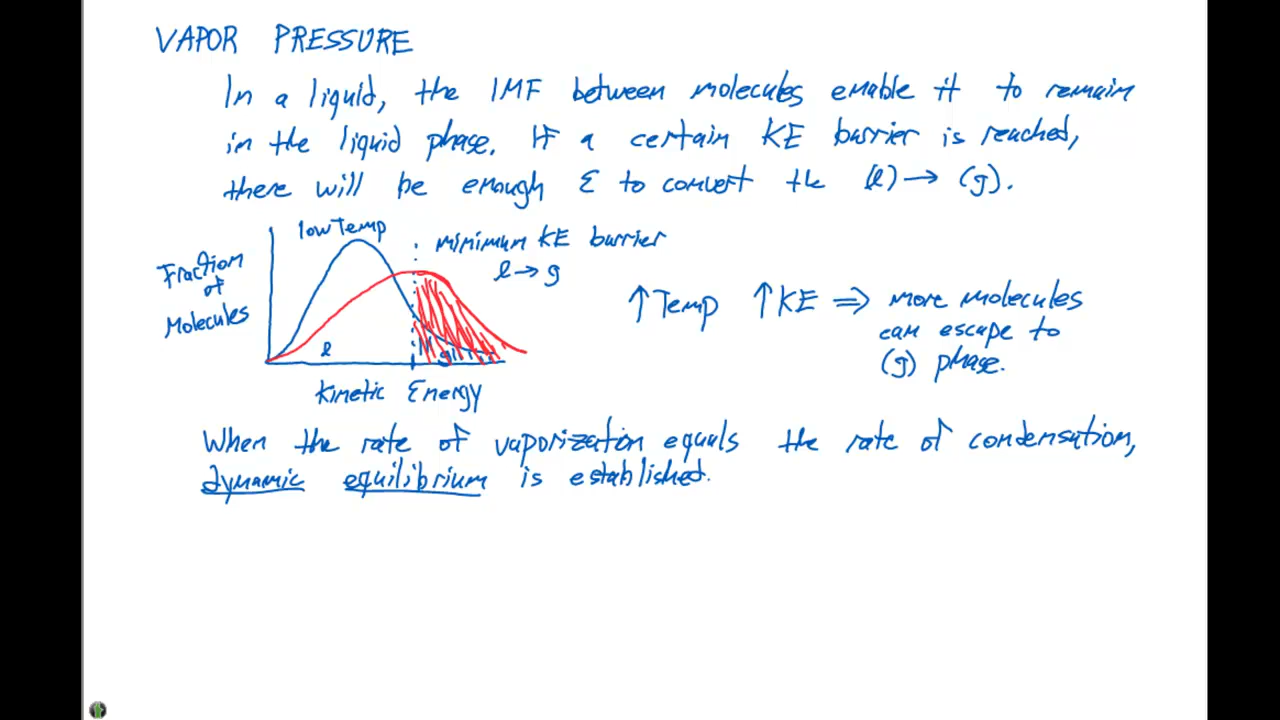 VAPOR PRESSURE
In a liquid, the IMF between molecules enable it to remain
in the liquid phase. If a certain KE barrier is reached,
there will be enough E to convert the (l) → (g).
low Temp
minimum KE barrier
l → g
Fraction
of
Molecules
l
g
Kinetic Energy
↑ Temp ↑ KE ⇒ more molecules
can escape to
(g) phase.
When the rate of vaporization equals the rate of condensation,
dynamic equilibrium is established.